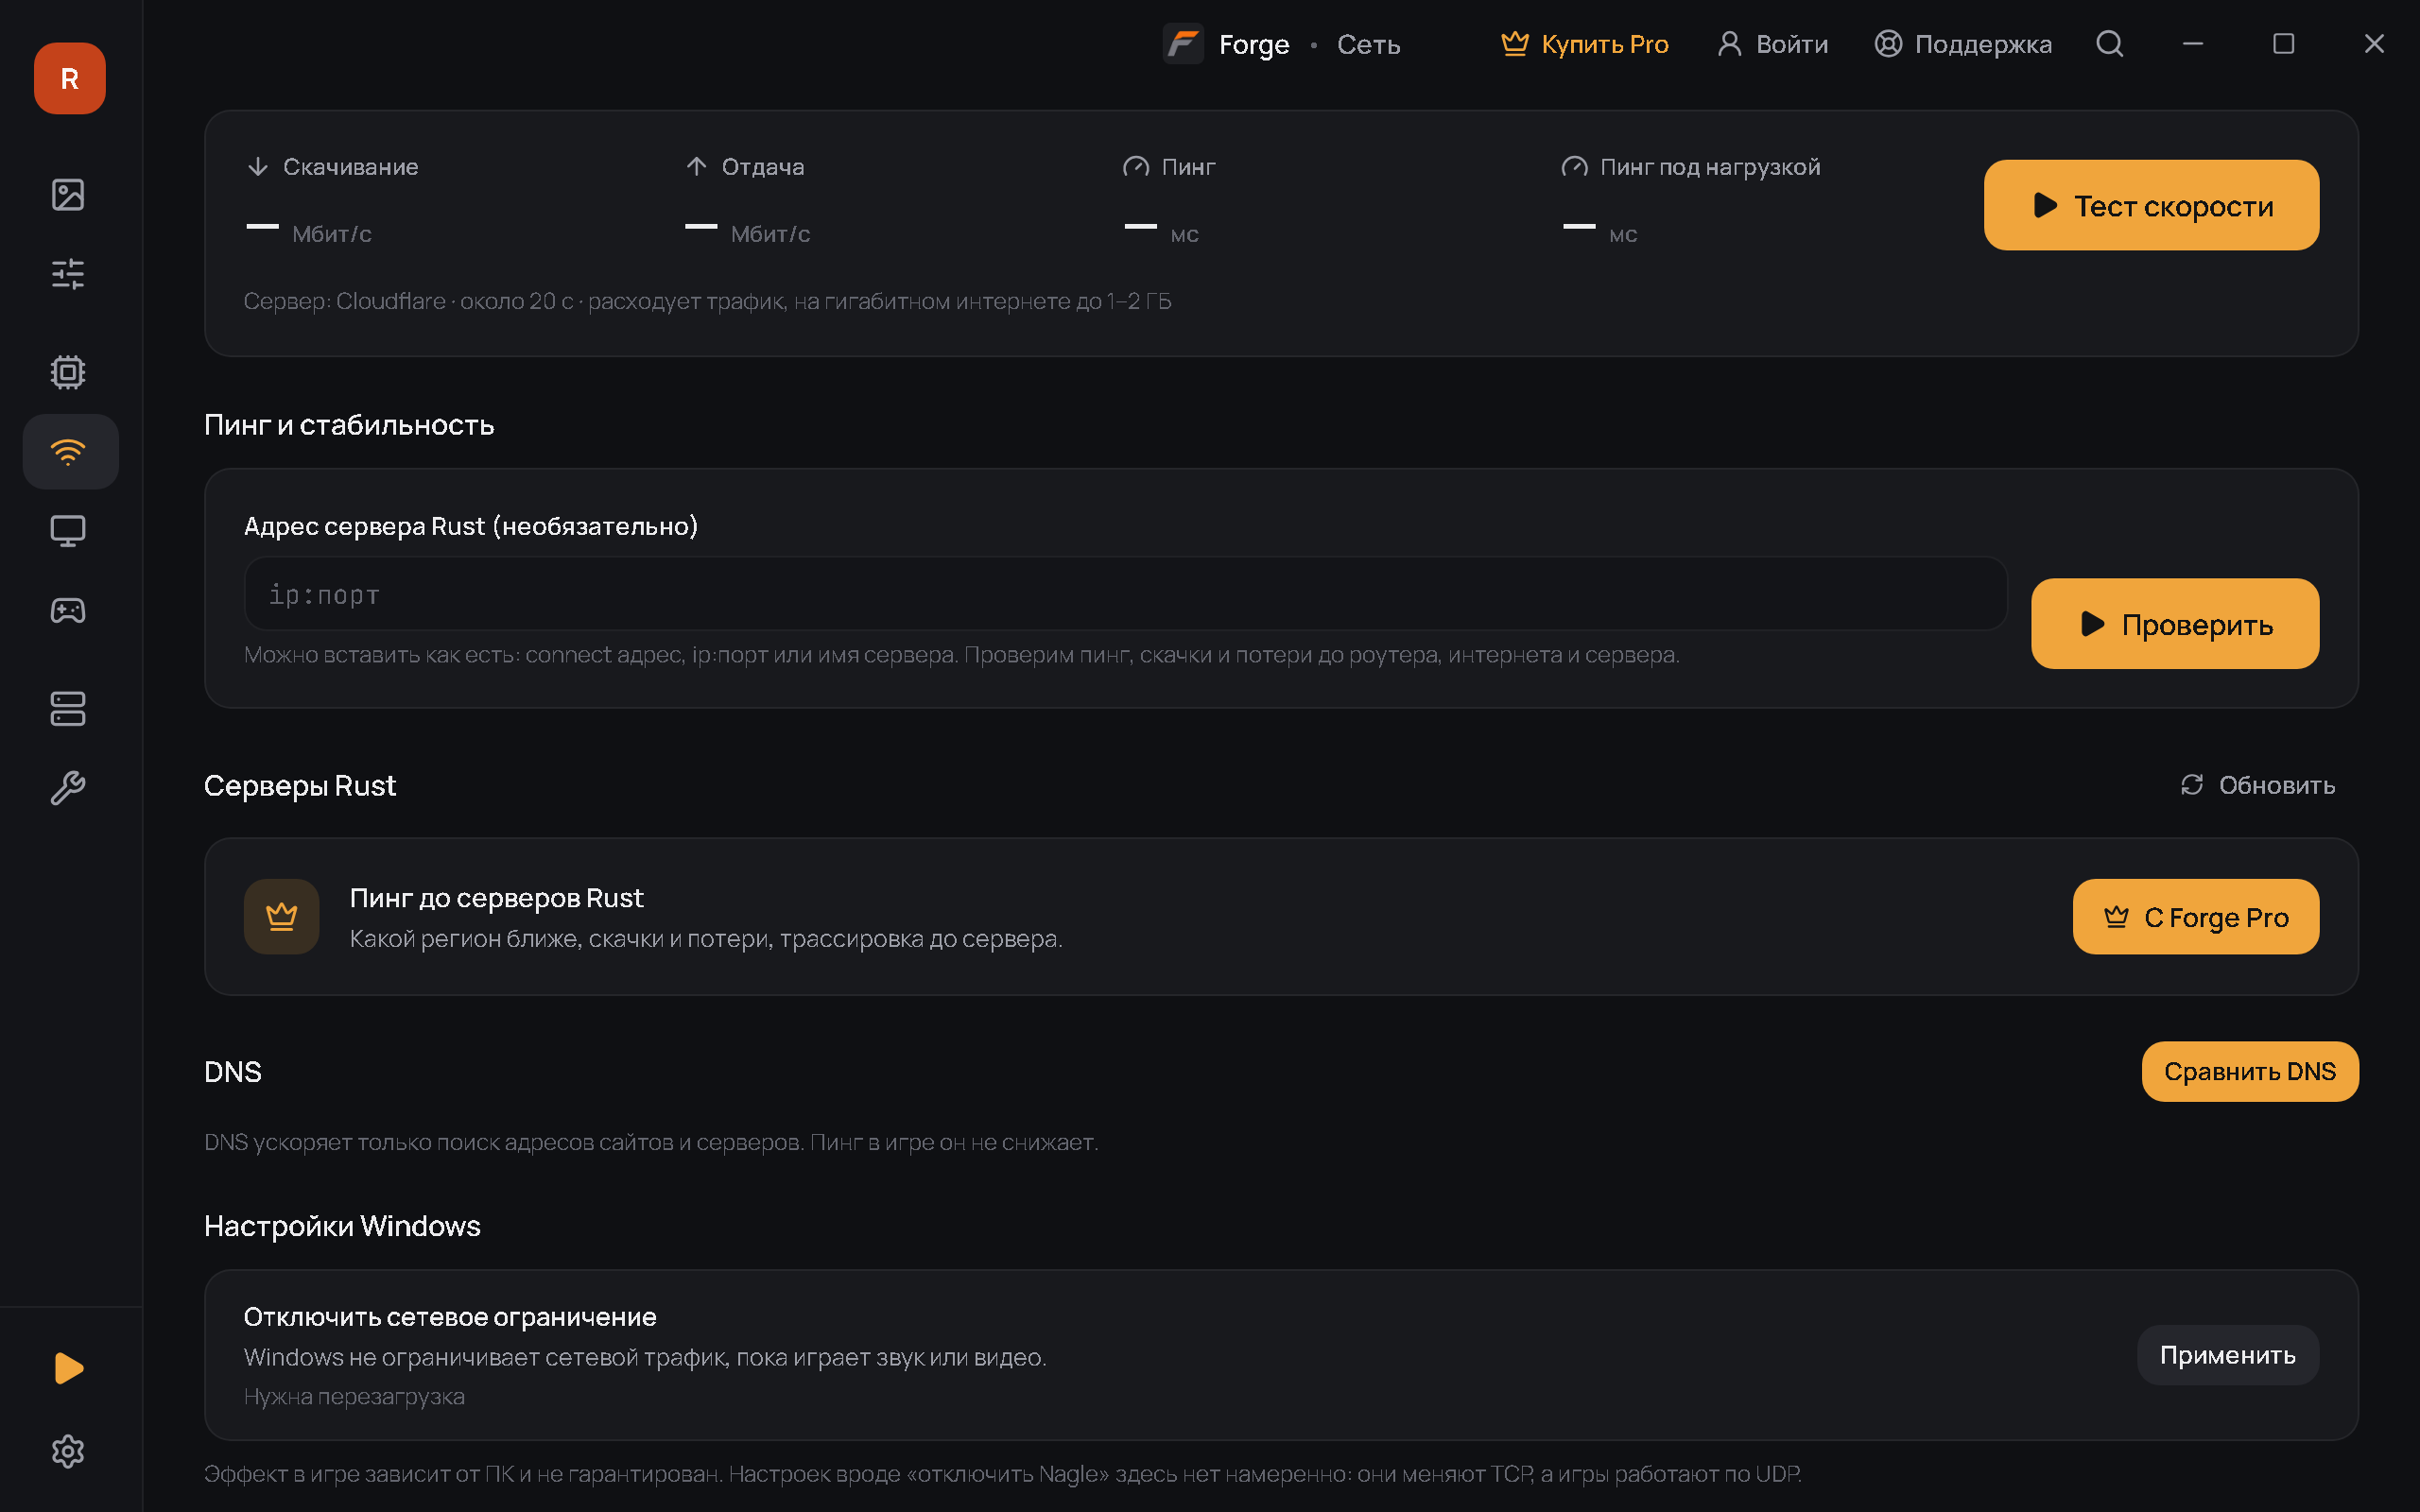 R
Forge • Сеть
Купить Pro
Войти
Поддержка
Скачивание
— Мбит/с
Отдача
— Мбит/с
Пинг
— мс
Пинг под нагрузкой
— мс
Тест скорости
Сервер: Cloudflare · около 20 с · расходует трафик, на гигабитном интернете до 1–2 ГБ
Пинг и стабильность
Адрес сервера Rust (необязательно)
ip:порт
Проверить
Можно вставить как есть: connect адрес, ip:порт или имя сервера. Проверим пинг, скачки и потери до роутера, интернета и сервера.
Серверы Rust
Обновить
Пинг до серверов Rust
Какой регион ближе, скачки и потери, трассировка до сервера.
С Forge Pro
DNS
Сравнить DNS
DNS ускоряет только поиск адресов сайтов и серверов. Пинг в игре он не снижает.
Настройки Windows
Отключить сетевое ограничение
Windows не ограничивает сетевой трафик, пока играет звук или видео.
Нужна перезагрузка
Применить
Эффект в игре зависит от ПК и не гарантирован. Настроек вроде «отключить Nagle» здесь нет намеренно: они меняют TCP, а игры работают по UDP.